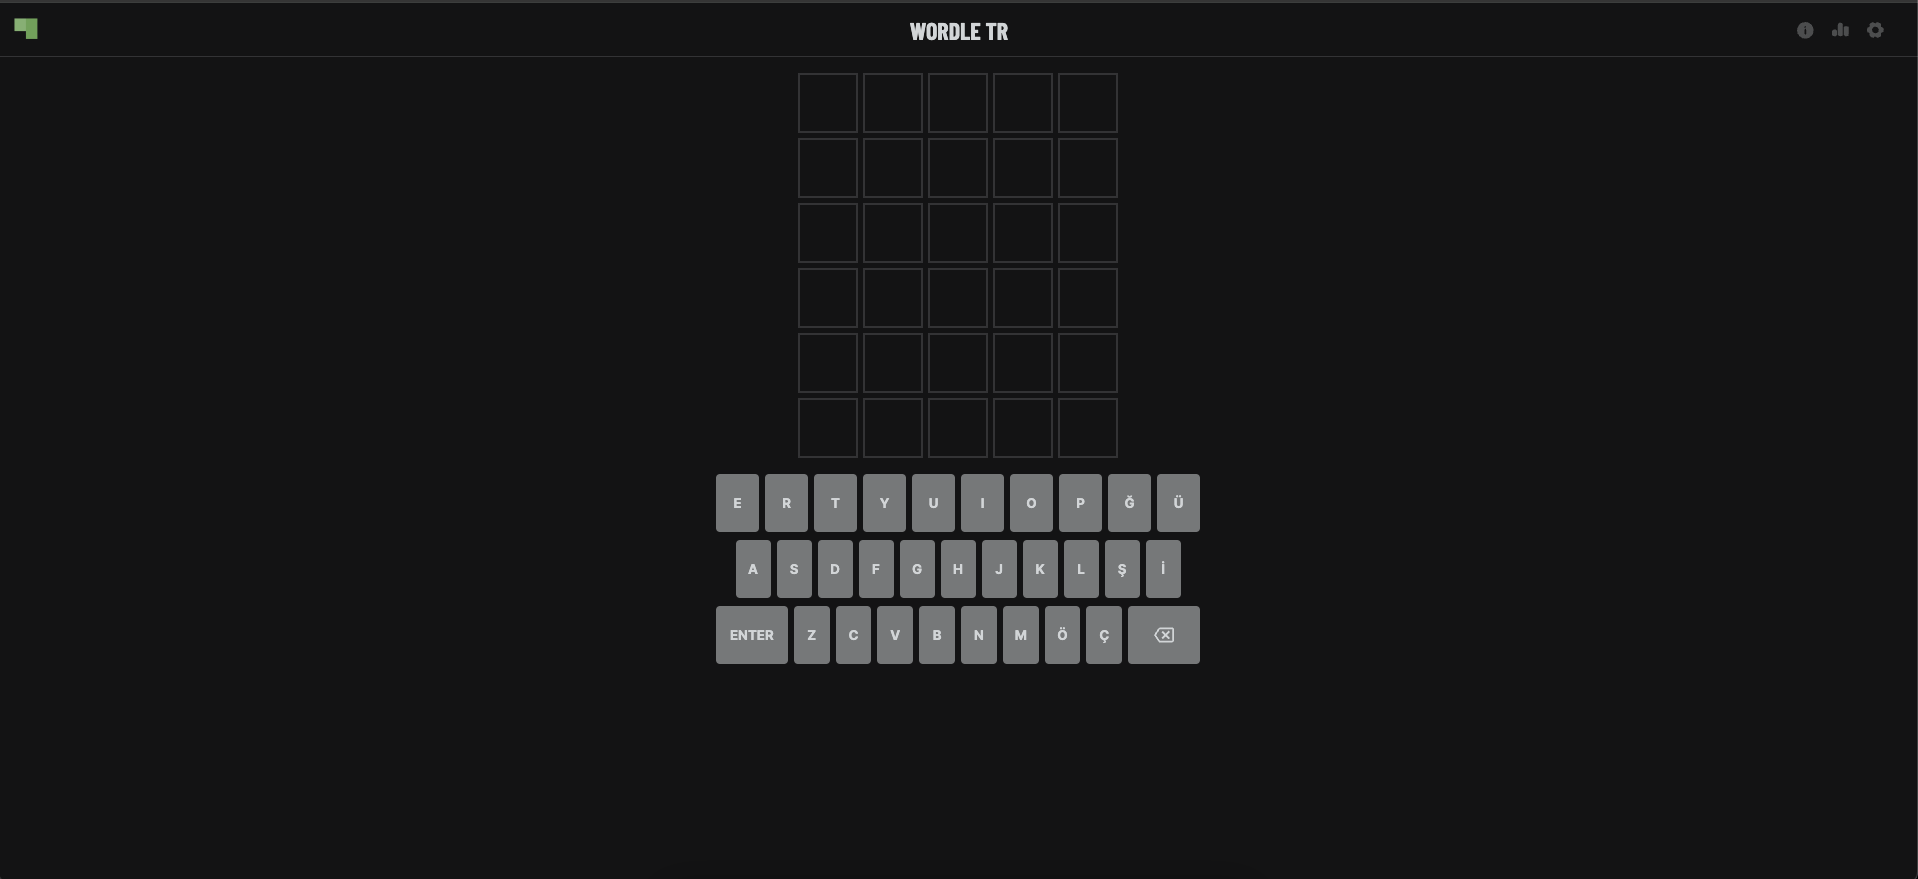 WORDLE TR
E R T Y U I O P Ğ Ü
A S D F G H J K L Ş İ
ENTER Z C V B N M Ö Ç